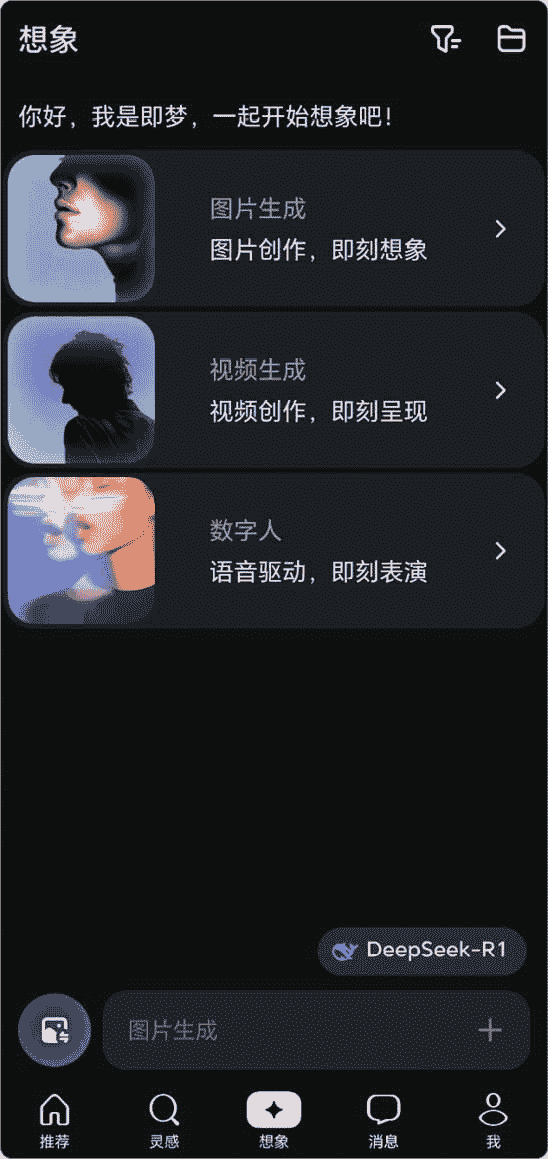 想象
你好，我是即梦，一起开始想象吧！
图片生成
图片创作，即刻想象
视频生成
视频创作，即刻呈现
数字人
语音驱动，即刻表演
DeepSeek-R1
图片生成
推荐
灵感
想象
消息
我